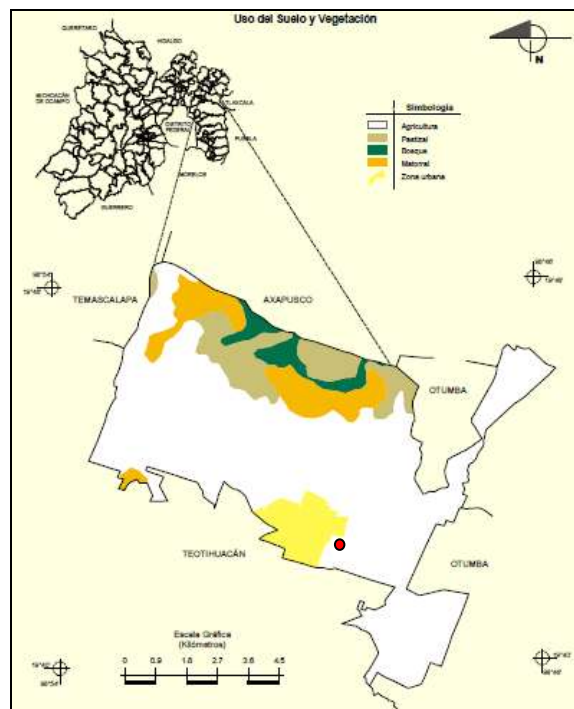 Uso del Suelo y Vegetación
QUERETARO
HIDALGO
MICHOACÁN
DE OCAMPO
TLAXCALA
DISTRITO
FEDERAL
PUEBLA
MORELOS
GUERRERO
N
Simbología
Agricultura
Pastizal
Bosque
Matorral
Zona urbana
TEMASCALAPA
AXAPUSCO
OTUMBA
TEOTIHUACÁN
OTUMBA
Escala Gráfica
(Kilómetros)
0 0.9 1.8 2.7 3.6 4.5